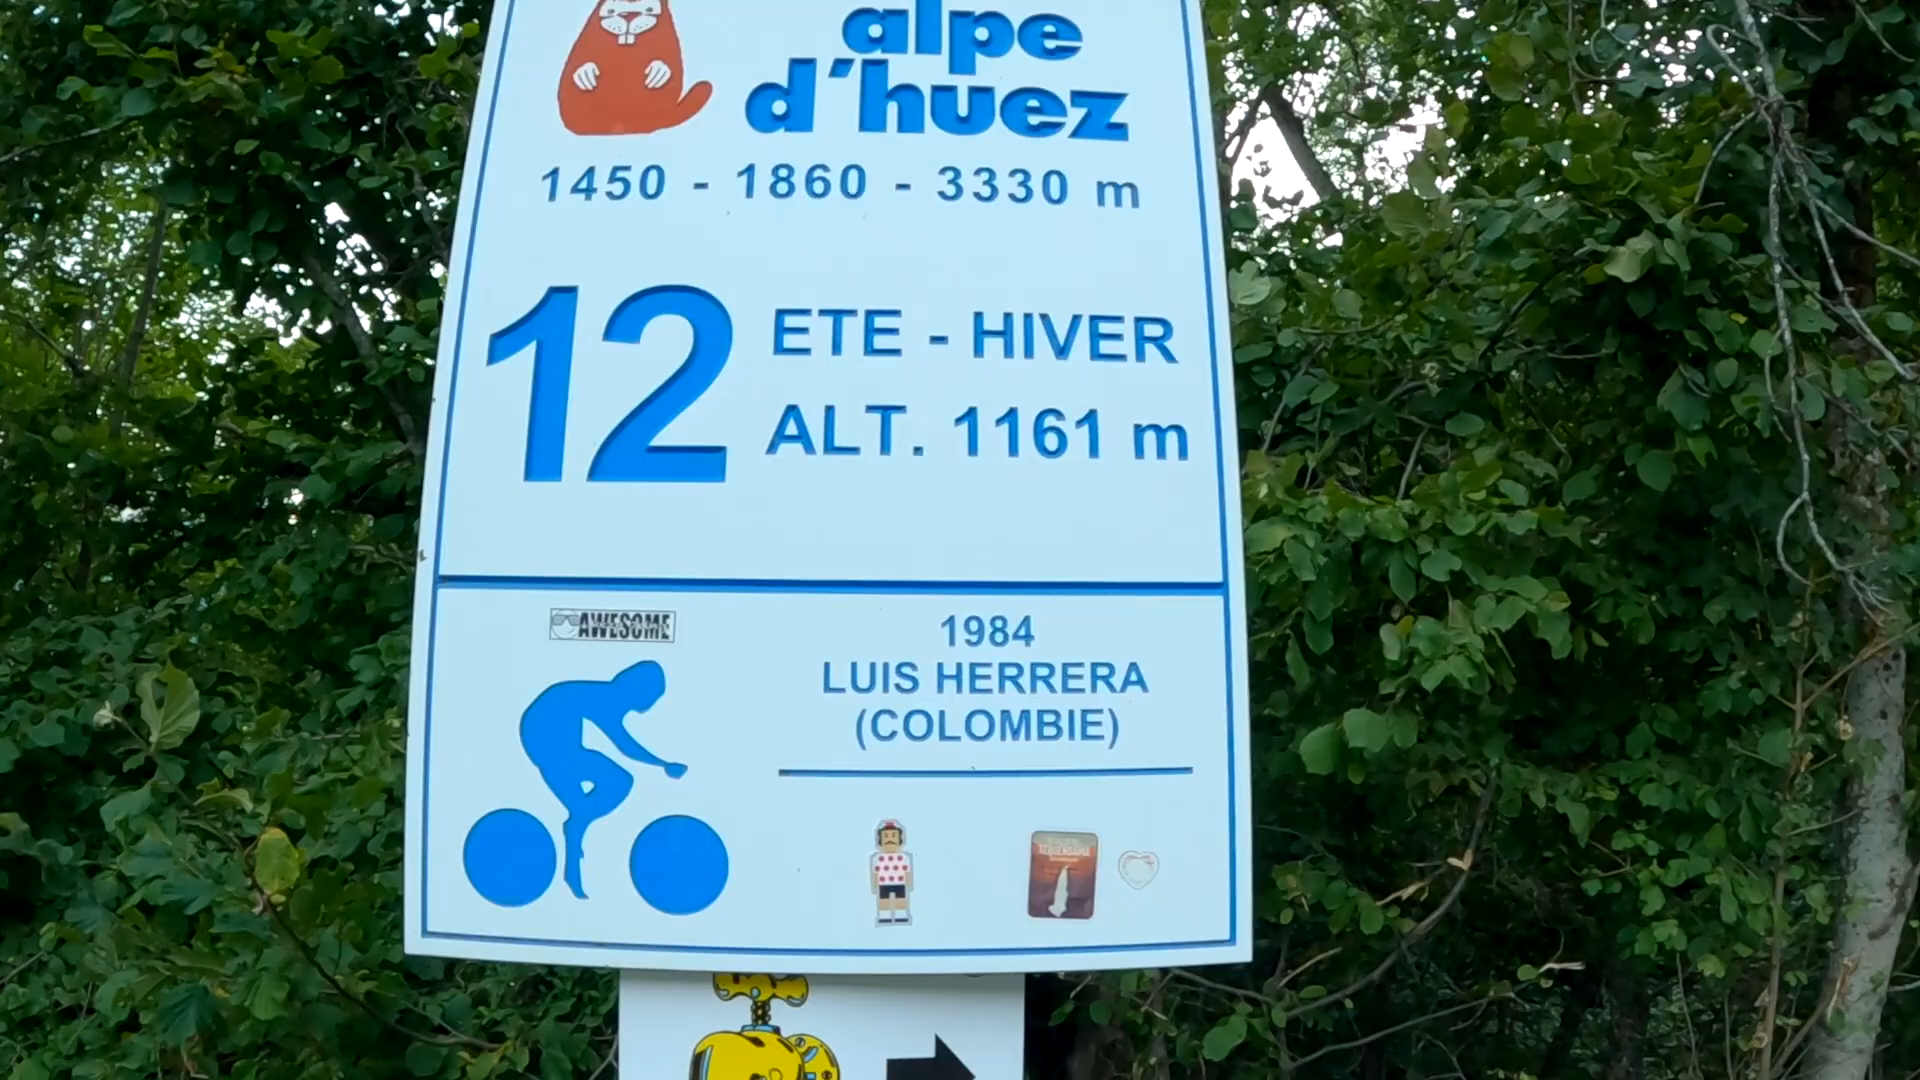 alpe
d'huez
1450 - 1860 - 3330 m
12
ETE - HIVER
ALT. 1161 m
AWESOME
1984
LUIS HERRERA
(COLOMBIE)